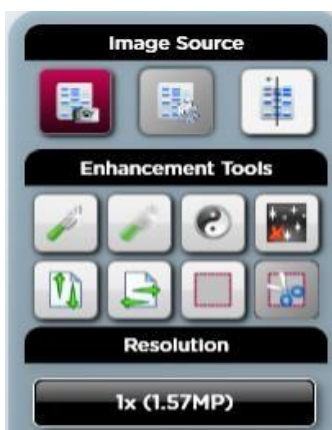 Image Source
Enhancement Tools
Resolution
1x (1.57MP)